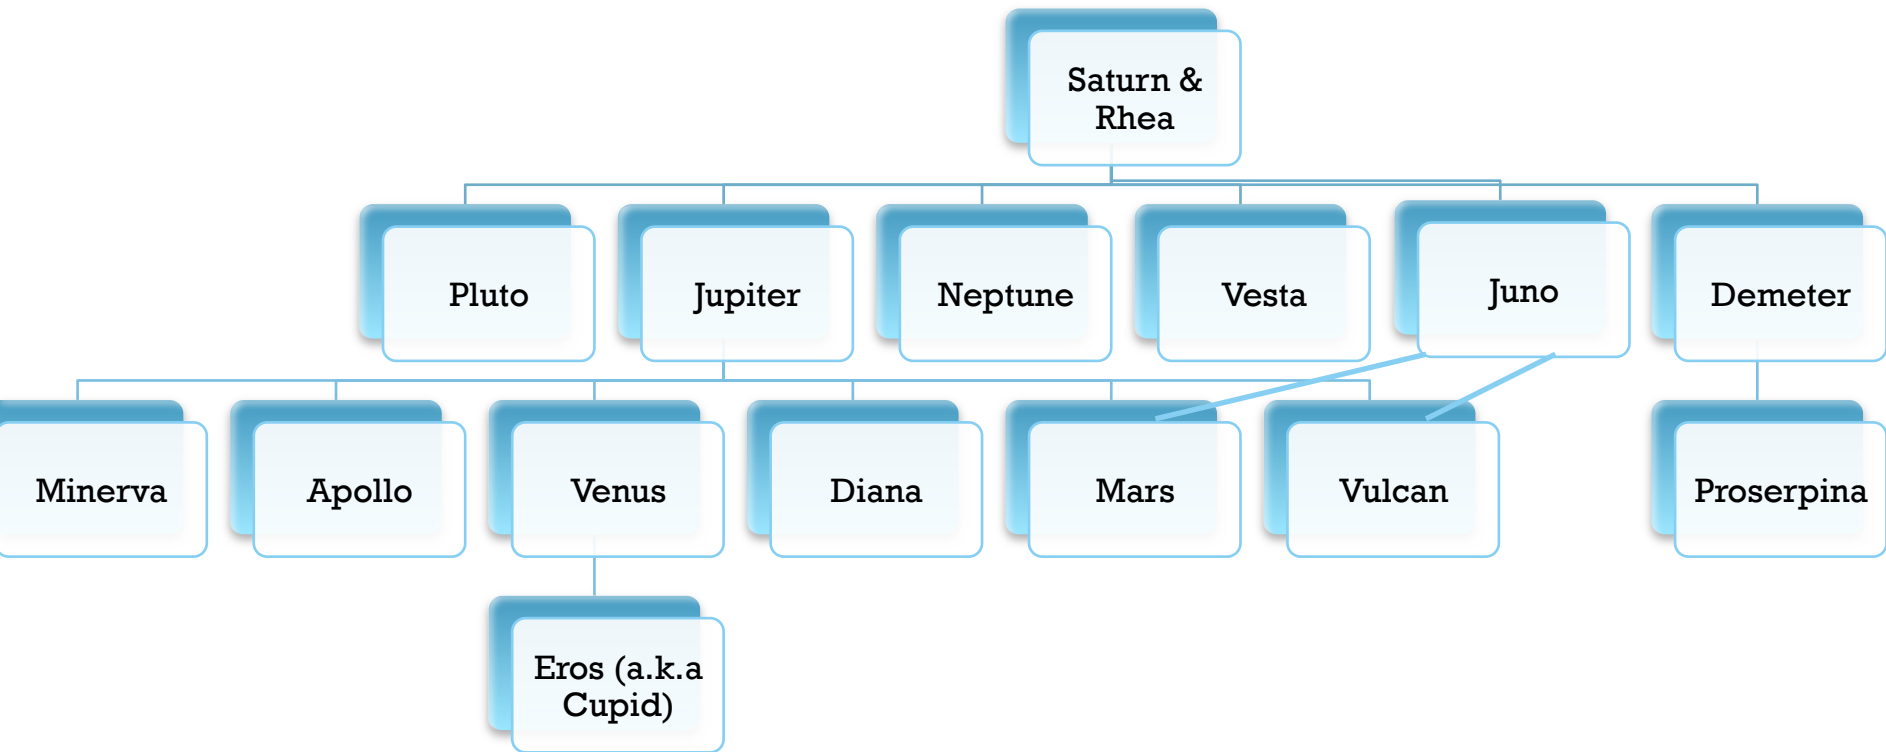 Saturn &
Rhea
Pluto
Jupiter
Neptune
Vesta
Juno
Demeter
Minerva
Apollo
Venus
Diana
Mars
Vulcan
Proserpina
Eros (a.k.a
Cupid)